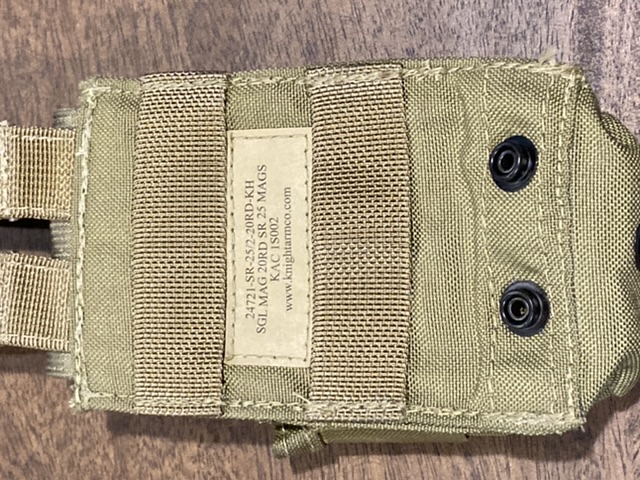 24721-SR-25/2-20RD-KH
SGL MAG 20RD SR 25 MAGS
KAC 1S002
www.knightarmco.com